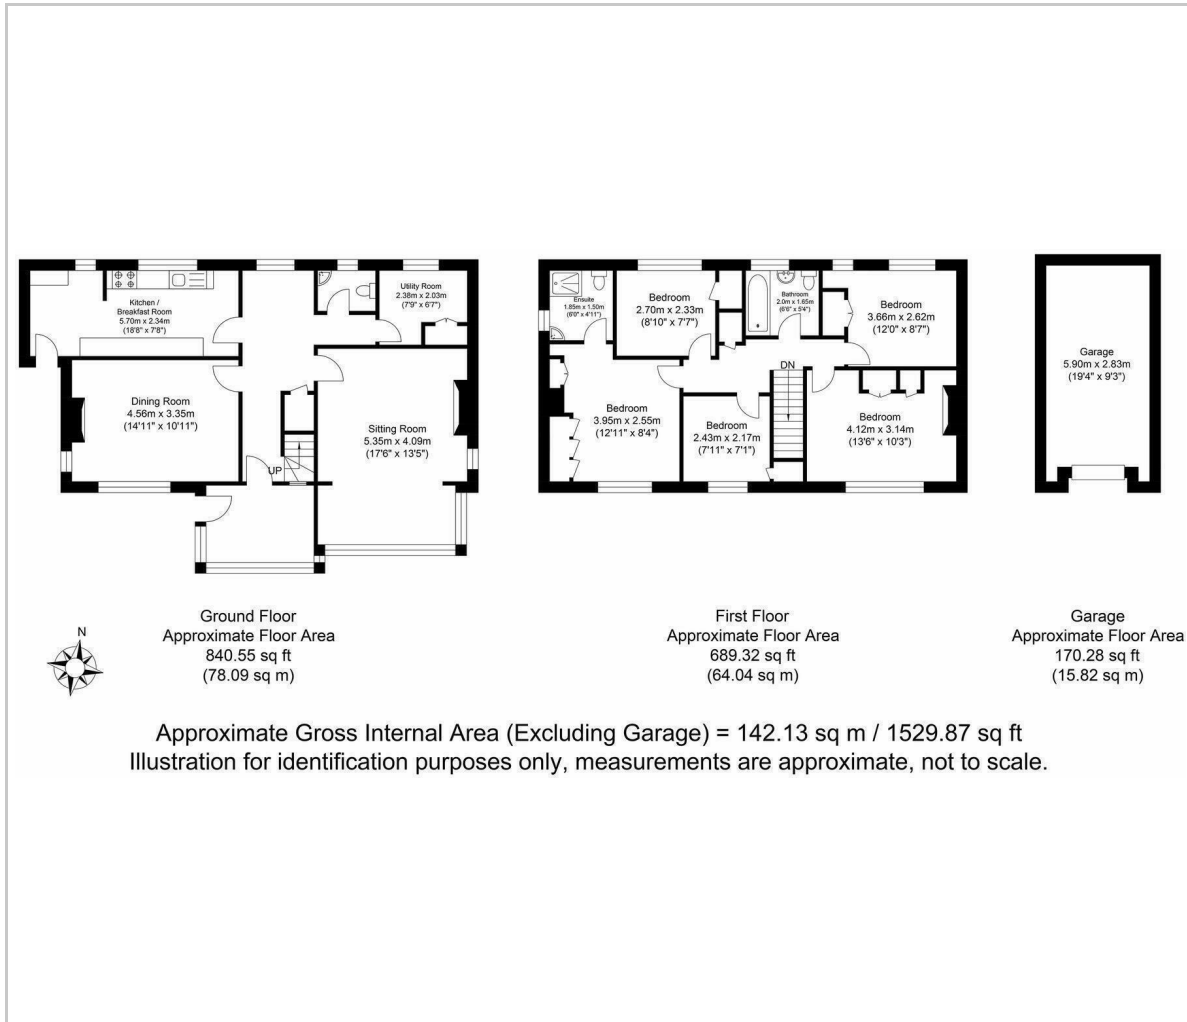 Kitchen /
Breakfast Room
5.70m x 2.34m
(18'8" x 7'8")
Utility Room
2.38m x 2.03m
(7'9" x 6'7")
Dining Room
4.56m x 3.35m
(14'11" x 10'11")
Sitting Room
5.35m x 4.09m
(17'6" x 13'5")
UP
Ensuite
1.85m x 1.50m
(6'0" x 4'11")
Bedroom
2.70m x 2.33m
(8'10" x 7'7")
Bathroom
2.0m x 1.65m
(6'6" x 5'4")
Bedroom
3.66m x 2.62m
(12'0" x 8'7")
DN
Bedroom
3.95m x 2.55m
(12'11" x 8'4")
Bedroom
2.43m x 2.17m
(7'11" x 7'1")
Bedroom
4.12m x 3.14m
(13'6" x 10'3")
Garage
5.90m x 2.83m
(19'4" x 9'3")
N
Ground Floor
Approximate Floor Area
840.55 sq ft
(78.09 sq m)
First Floor
Approximate Floor Area
689.32 sq ft
(64.04 sq m)
Garage
Approximate Floor Area
170.28 sq ft
(15.82 sq m)
Approximate Gross Internal Area (Excluding Garage) = 142.13 sq m / 1529.87 sq ft
Illustration for identification purposes only, measurements are approximate, not to scale.